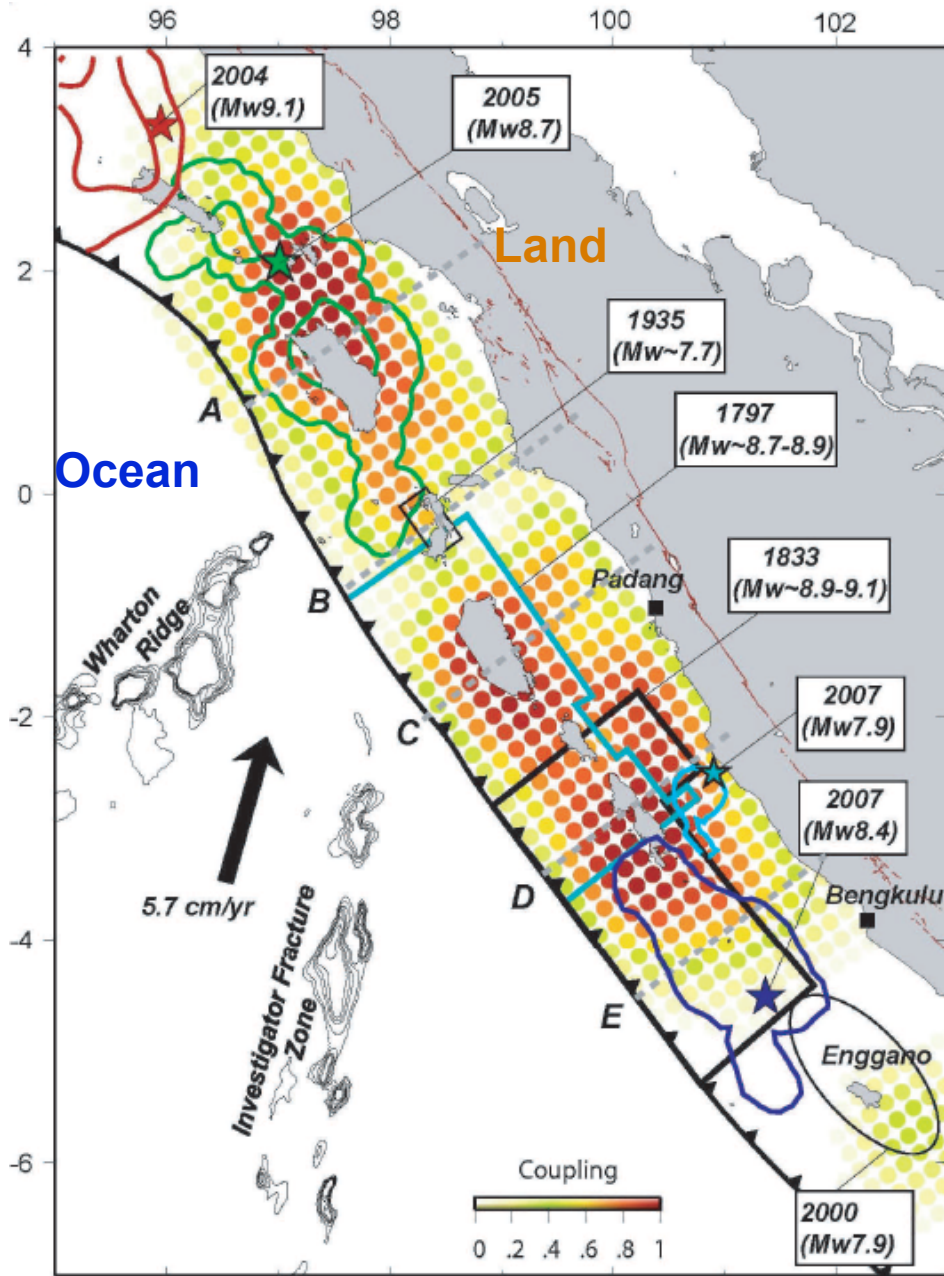 96 98 100 102
4
2004
(Mw9.1)
2005
(Mw8.7)
Land
2
1935
(Mw~7.7)
A
1797
(Mw~8.7-8.9)
Ocean
0
1833
(Mw~8.9-9.1)
Padang
B
Wharton
Ridge
2007
(Mw7.9)
-2
C
2007
(Mw8.4)
5.7 cm/yr
D
Bengkulu
-4
Investigator Fracture
Zone
E
Enggano
-6
Coupling
0 .2 .4 .6 .8 1
2000
(Mw7.9)